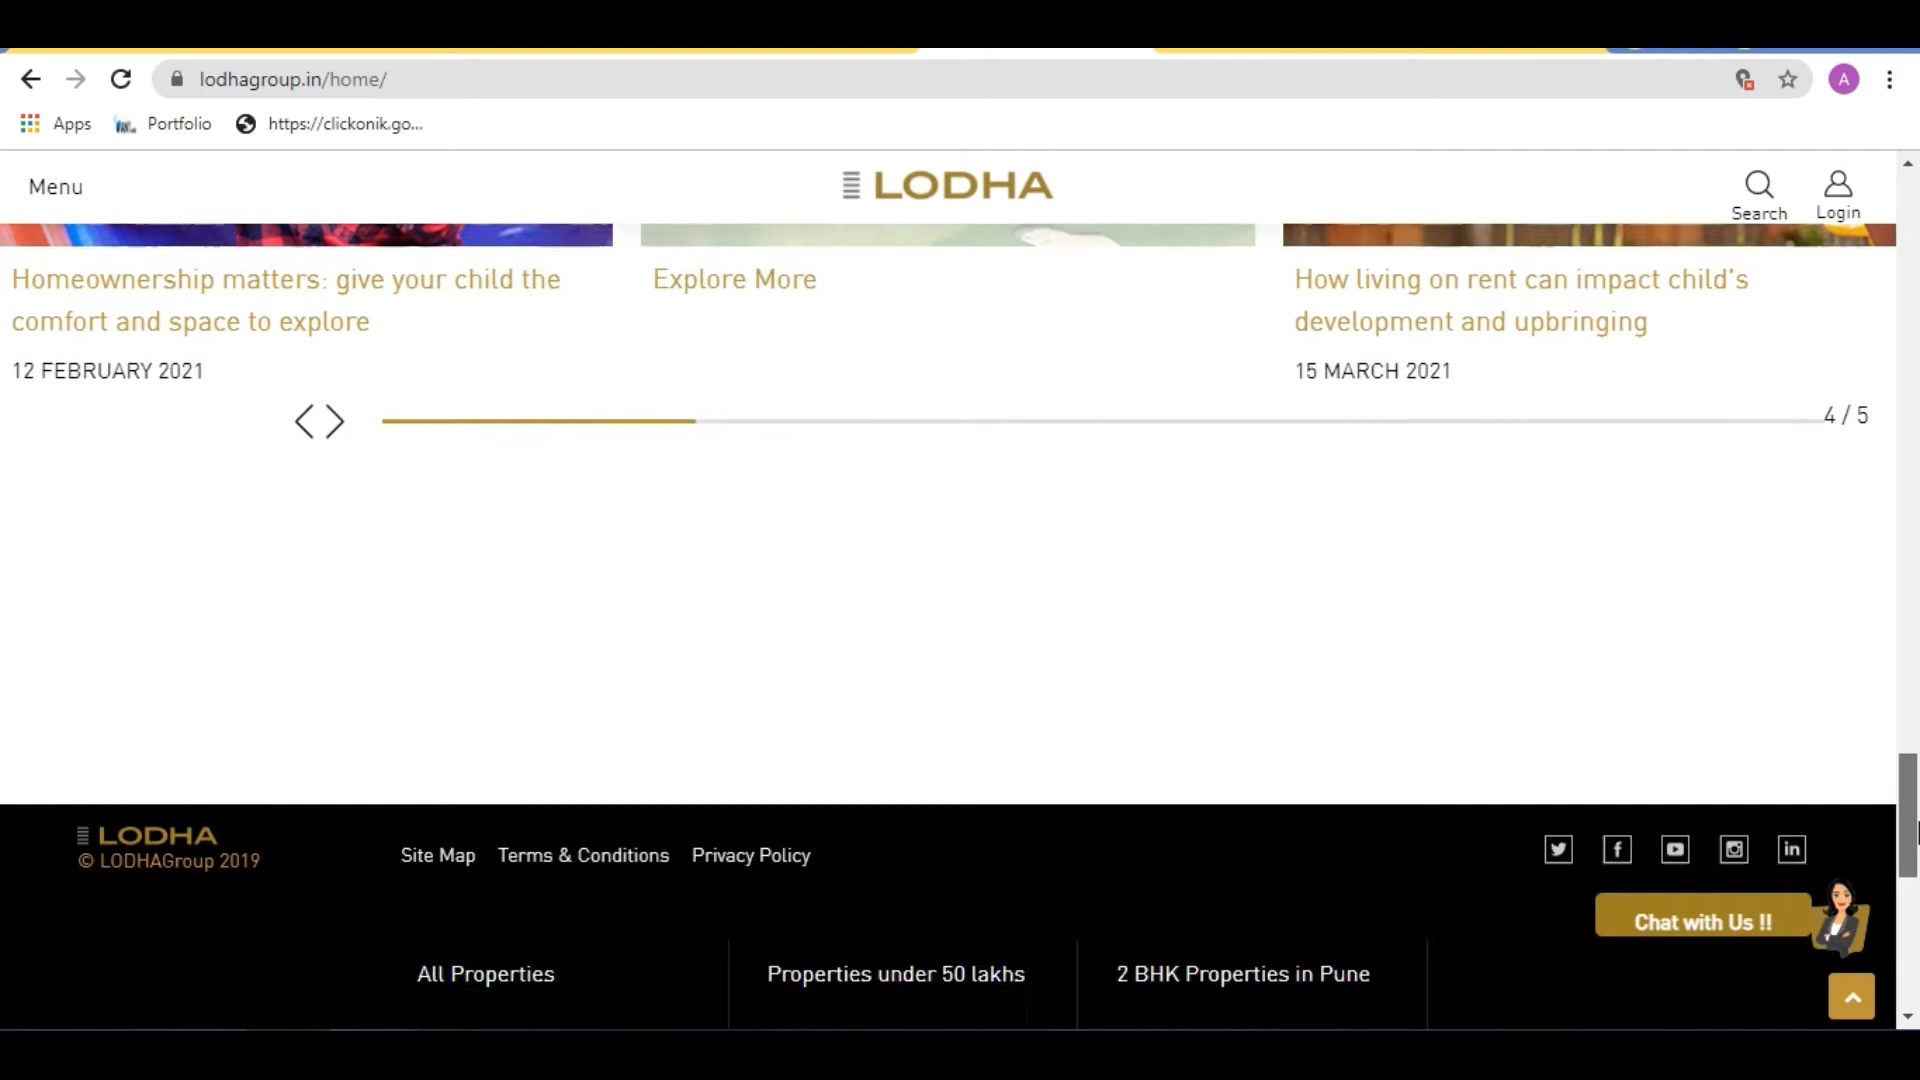 lodhagroup.in/home/
A
Apps
Portfolio
https://clickonik.go...
Menu
LODHA
Search
Login
Homeownership matters: give your child the
comfort and space to explore
12 FEBRUARY 2021
Explore More
How living on rent can impact child's
development and upbringing
15 MARCH 2021
4 / 5
LODHA
© LODHAGroup 2019
Site Map
Terms & Conditions
Privacy Policy
Chat with Us !!
All Properties
Properties under 50 lakhs
2 BHK Properties in Pune